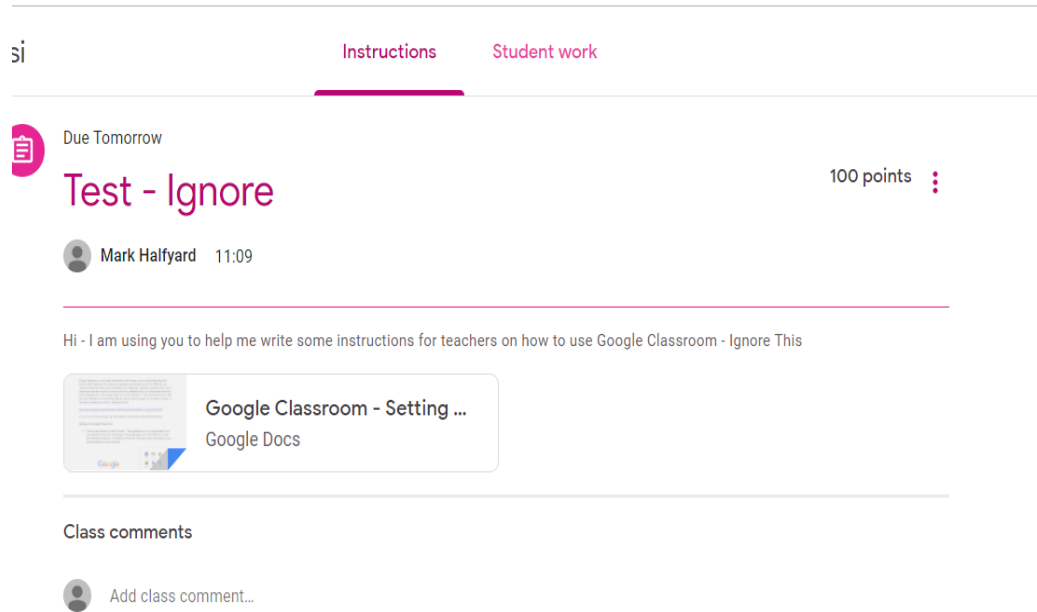 si
Instructions Student work
Due Tomorrow
Test - Ignore
100 points
Mark Halfyard 11:09
Hi - I am using you to help me write some instructions for teachers on how to use Google Classroom - Ignore This
Google Classroom - Setting ...
Google Docs
Google
Class comments
Add class comment...